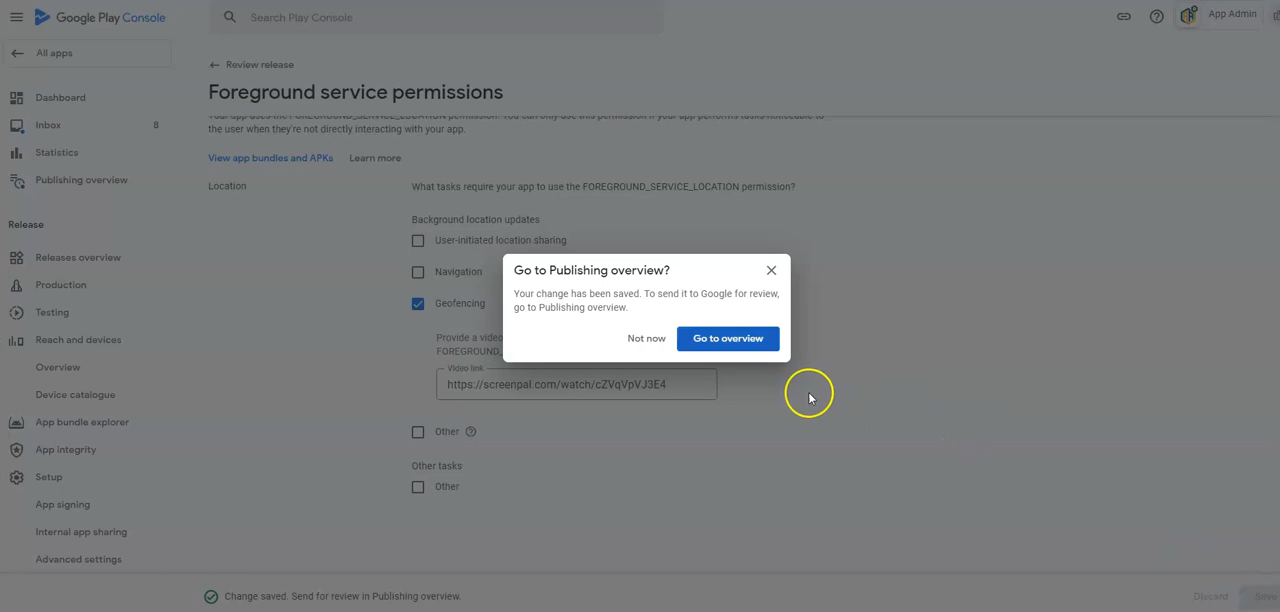 Google Play Console
Search Play Console
App Admin
All apps
Dashboard
Inbox 8
Statistics
Publishing overview
Release
Releases overview
Production
Testing
Reach and devices
Overview
Device catalogue
App bundle explorer
App integrity
Setup
App signing
Internal app sharing
Advanced settings
Review release
Foreground service permissions
Your app uses the FOREGROUND_SERVICE_LOCATION permission. You can only use this permission if your app performs tasks noticeable to
the user when they're not directly interacting with your app.
View app bundles and APKs Learn more
Location
What tasks require your app to use the FOREGROUND_SERVICE_LOCATION permission?
Background location updates
User-initiated location sharing
Navigation
Geofencing
Provide a video
FOREGROUND_
Video link
https://screenpal.com/watch/cZVqVpVJ3E4
Other
Other tasks
Other
Go to Publishing overview?
Your change has been saved. To send it to Google for review,
go to Publishing overview.
Not now Go to overview
Change saved. Send for review in Publishing overview.
Discard Save